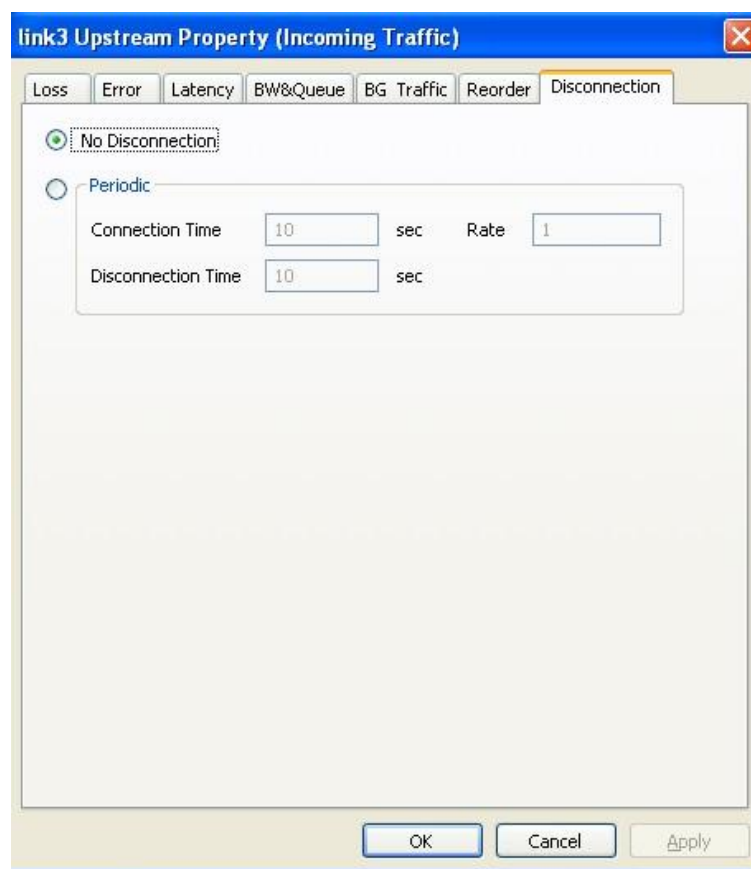 link3 Upstream Property (Incoming Traffic)
Loss Error Latency BW&Queue BG Traffic Reorder Disconnection
No Disconnection
Periodic
Connection Time 10 sec Rate 1
Disconnection Time 10 sec
OK Cancel Apply